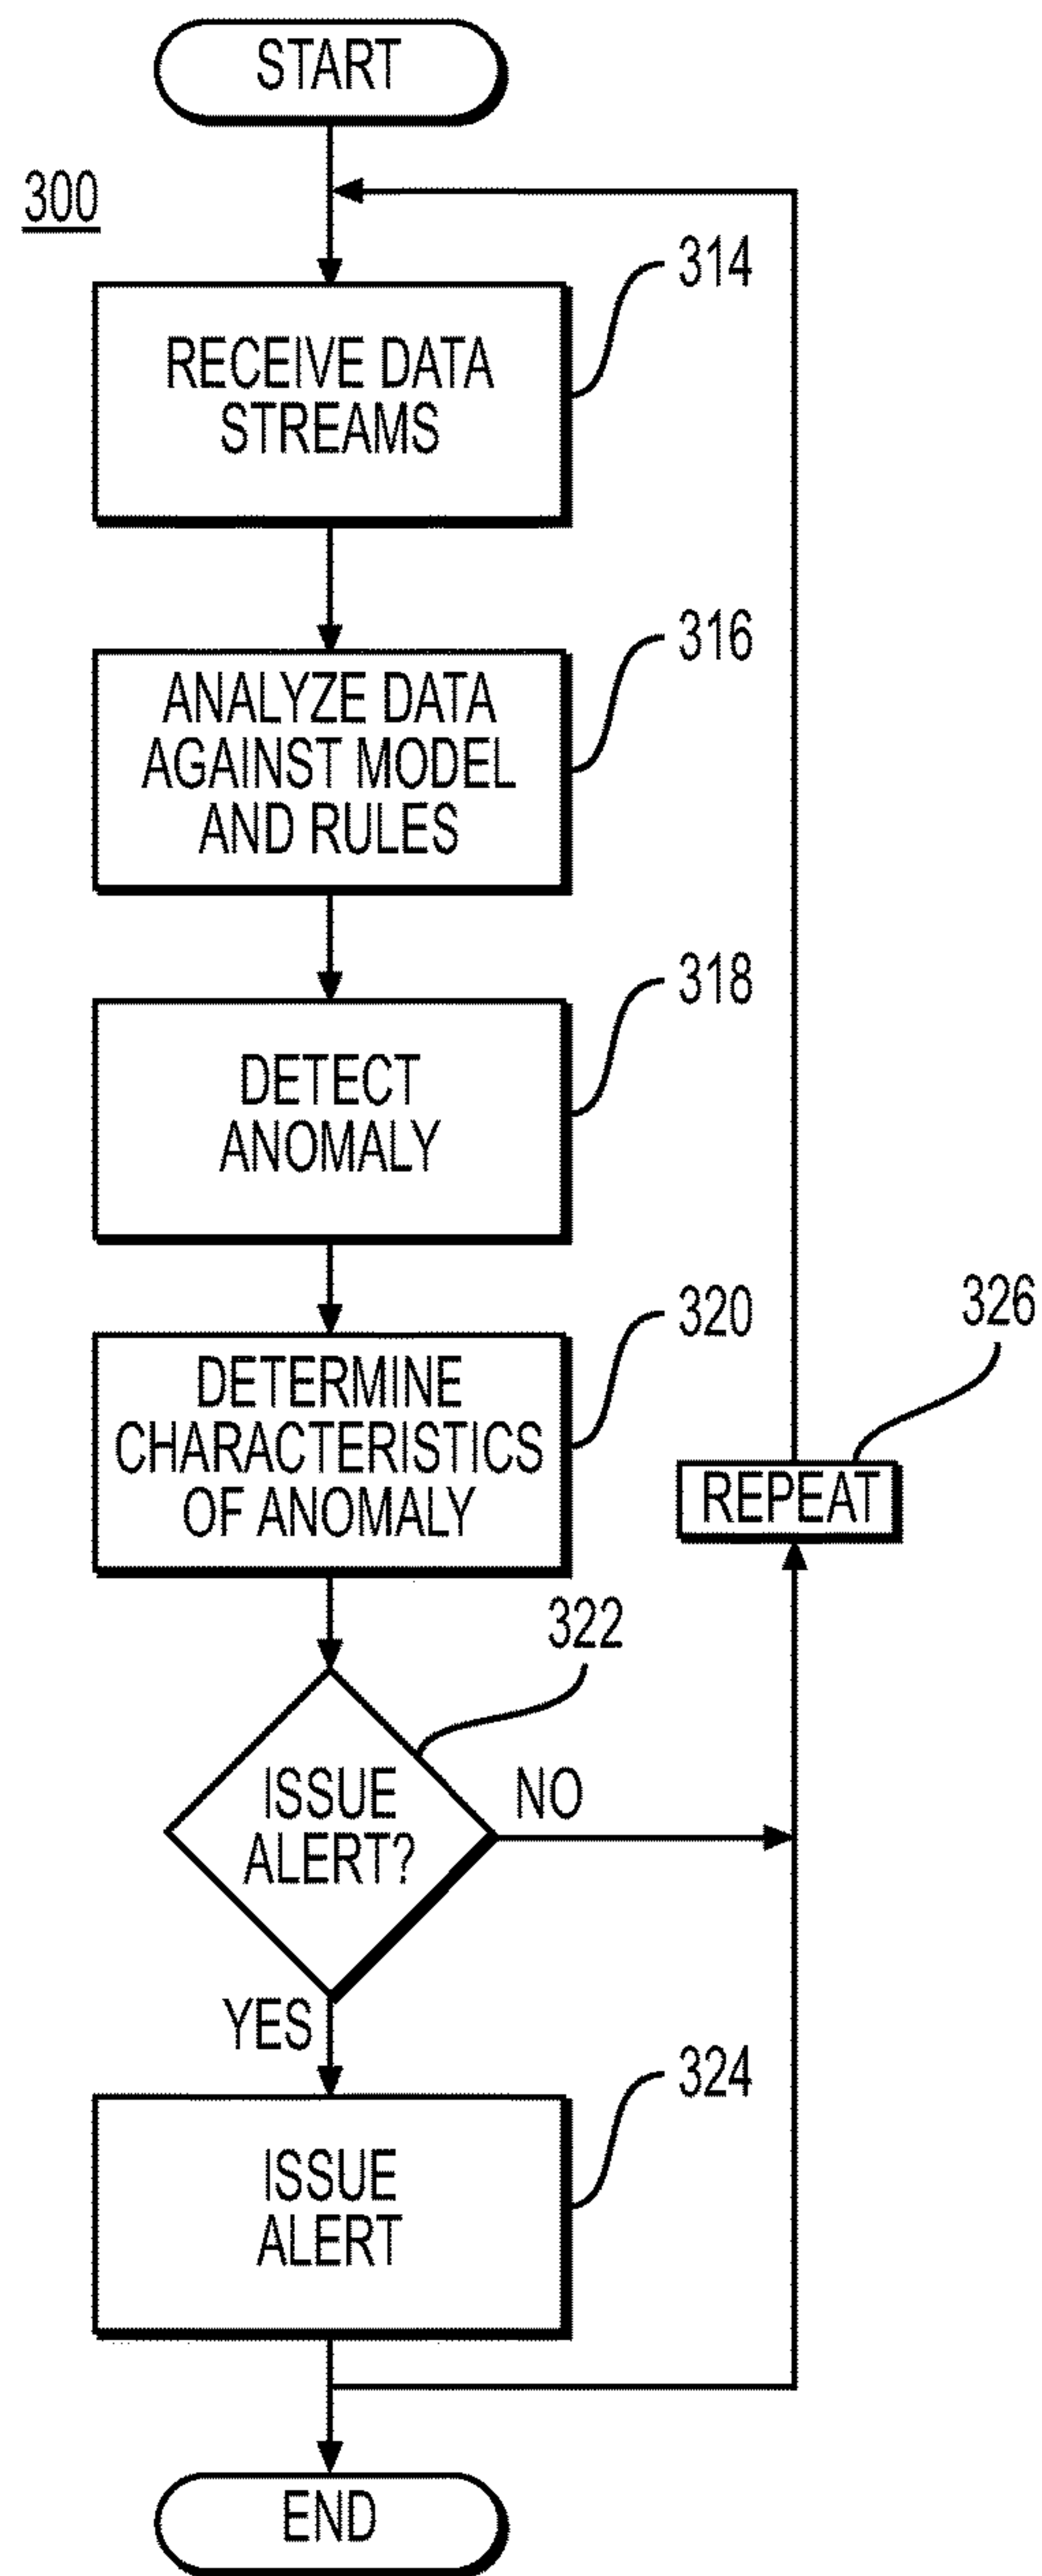 START
300
314
RECEIVE DATA
STREAMS
316
ANALYZE DATA
AGAINST MODEL
AND RULES
318
DETECT
ANOMALY
320
DETERMINE
CHARACTERISTICS
OF ANOMALY
326
REPEAT
322
ISSUE
ALERT?
NO
YES
324
ISSUE
ALERT
END